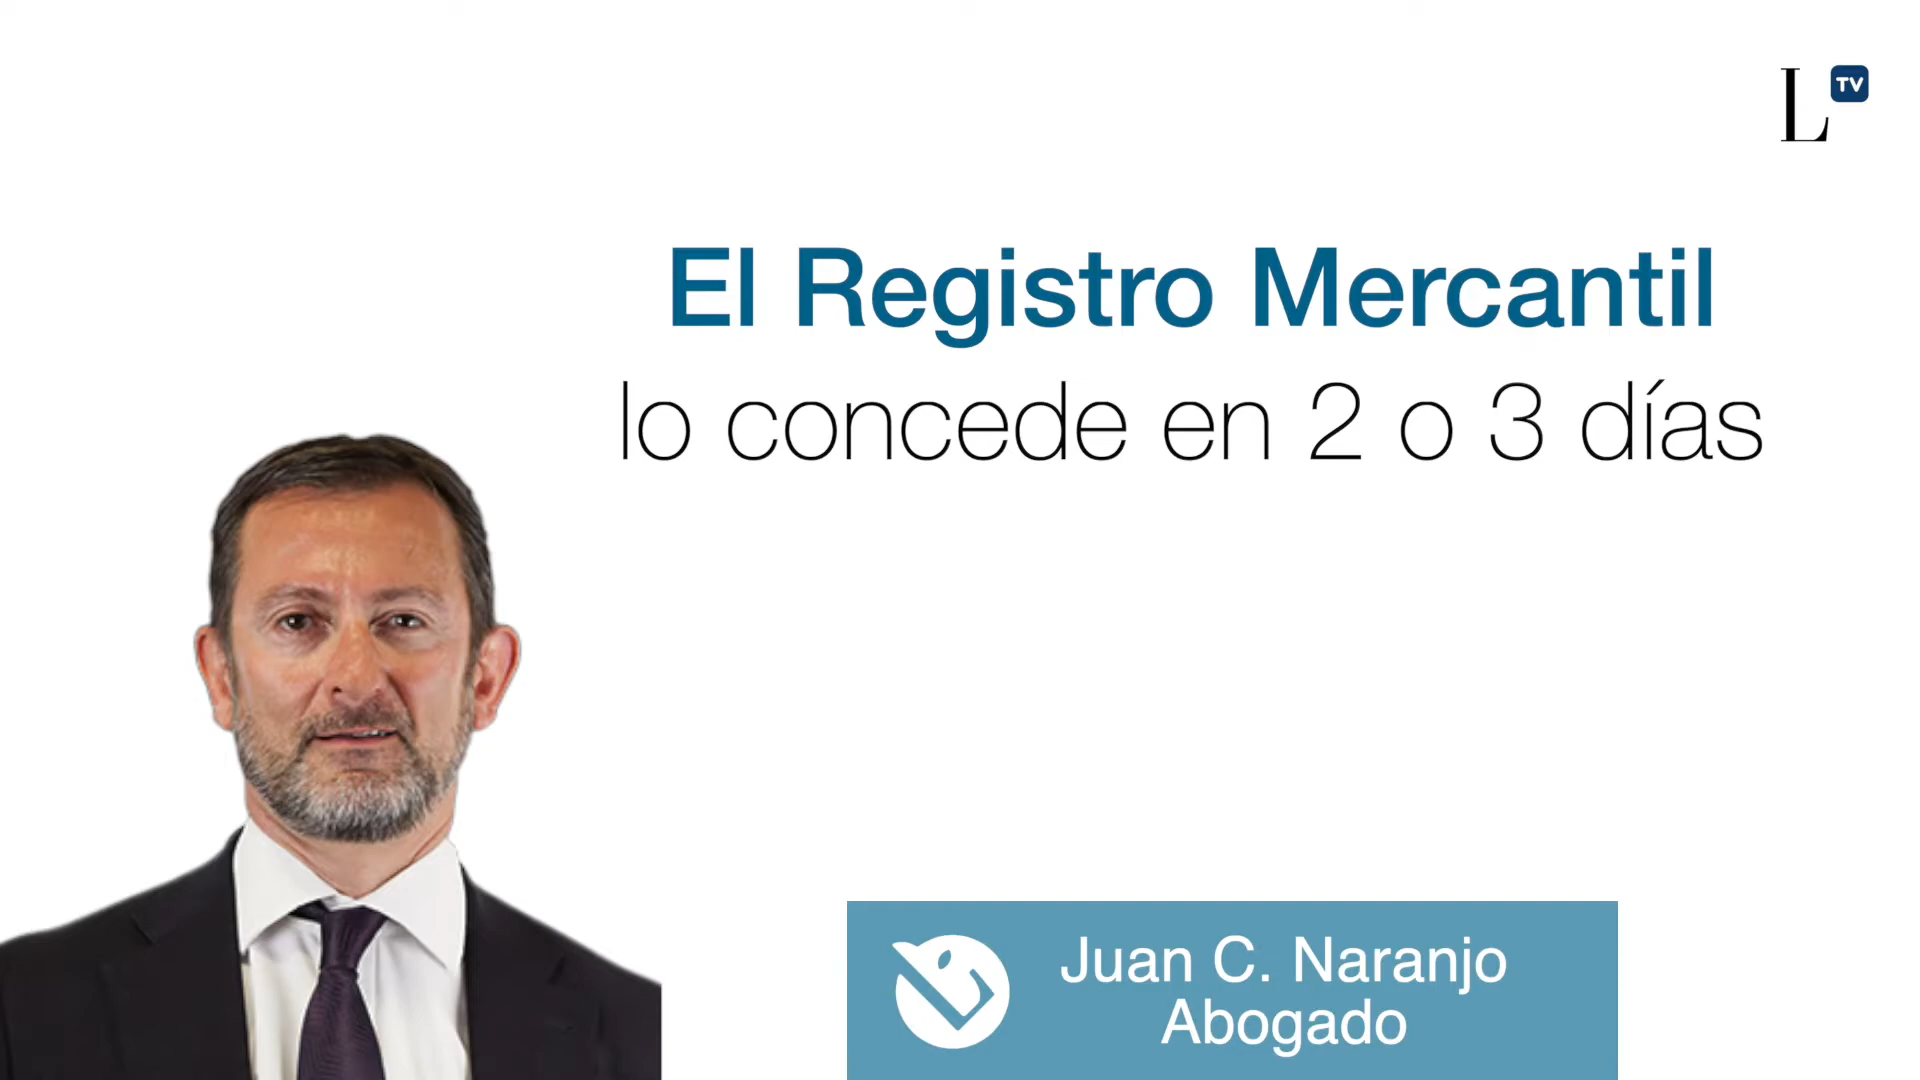 L TV
El Registro Mercantil
lo concede en 2 o 3 días
Juan C. Naranjo
Abogado